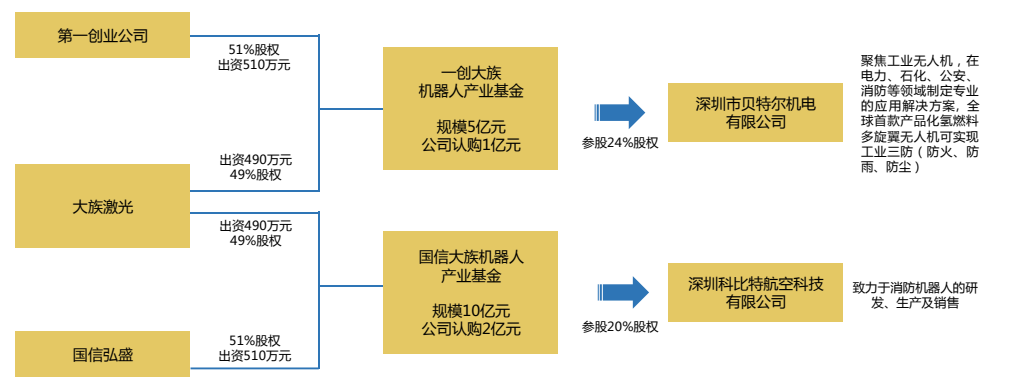 第一创业公司
51%股权
出资510万元
一创大族
机器人产业基金
规模5亿元
公司认购1亿元
参股24%股权
深圳市贝特尔机电
有限公司
聚焦工业无人机，在
电力、石化、公安、
消防等领域制定专业
的应用解决方案，全
球首款产品化氢燃料
多旋翼无人机可实现
工业三防（防火、防
雨、防尘）
出资490万元
49%股权
大族激光
出资490万元
49%股权
国信大族机器人
产业基金
规模10亿元
公司认购2亿元
参股20%股权
深圳科比特航空科技
有限公司
致力于消防机器人的研
发、生产及销售
51%股权
出资510万元
国信弘盛